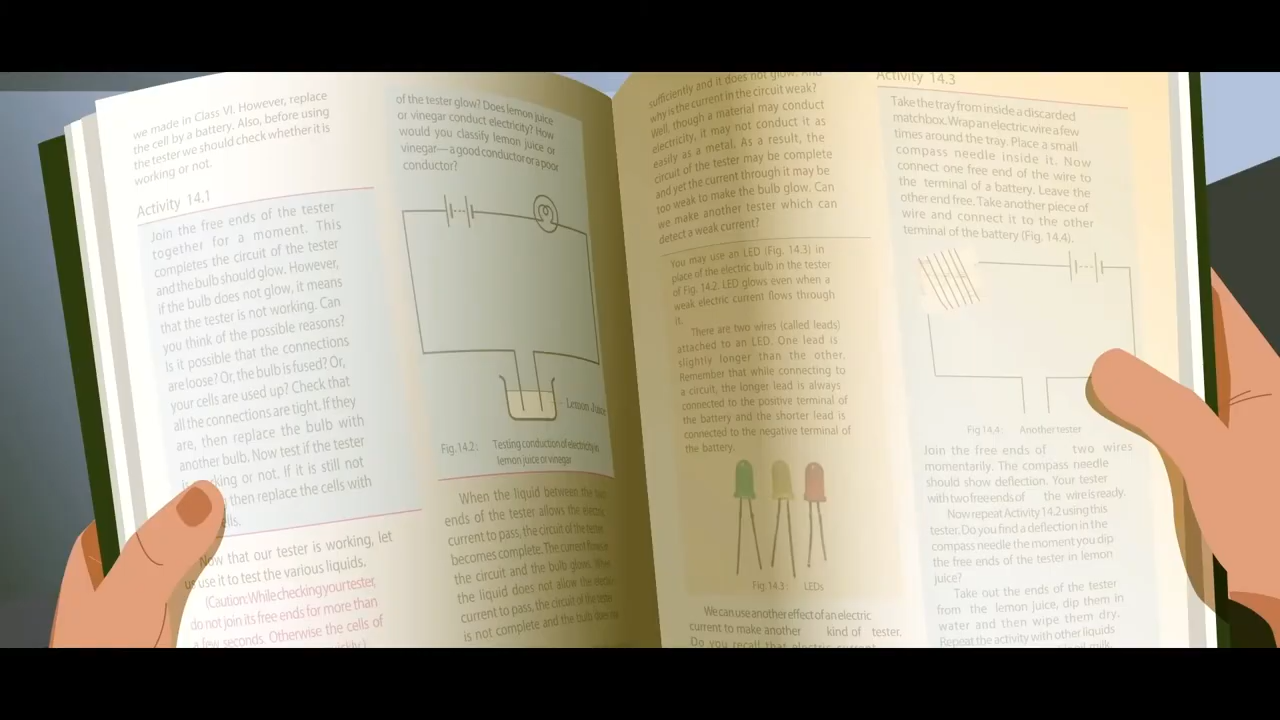 we made in Class VI. However, replace
the cell by a battery. Also, before using
the tester we should check whether it is
working or not.
Activity 14.1
Join the free ends of the tester
together for a moment. This
completes the circuit of the tester
and the bulb should glow. However,
if the bulb does not glow, it means
that the tester is not working. Can
you think of the possible reasons?
Is it possible that the connections
are loose? Or, the bulb is fused? Or,
your cells are used up? Check that
all the connections are tight. If they
are, then replace the bulb with
another bulb. Now test if the tester
is working or not. If it is still not
then replace the cells with
Now that our tester is working, let
us use it to test the various liquids.
(Caution: While checking your tester,
do not join its free ends for more than
a few seconds. Otherwise the cells of
of the tester glow? Does lemon juice
or vinegar conduct electricity? How
would you classify lemon juice or
vinegar—a good conductor or a poor
conductor?
Lemon Juice
Fig.14.2: Testing conduction of electricity in
lemon juice or vinegar
When the liquid between the two
ends of the tester allows the electric
current to pass, the circuit of the tester
becomes complete. The current flows in
the circuit and the bulb glows. When
the liquid does not allow the electric
current to pass, the circuit of the tester
is not complete and the bulb does not
sufficiently and it does not glow. And
why is the current in the circuit weak?
Well, though a material may conduct
electricity, it may not conduct it as
easily as a metal. As a result, the
circuit of the tester may be complete
and yet the current through it may be
too weak to make the bulb glow. Can
we make another tester which can
detect a weak current?
You may use an LED (Fig. 14.3) in
place of the electric bulb in the tester
of Fig. 14.2. LED glows even when a
weak electric current flows through
it.
There are two wires (called leads)
attached to an LED. One lead is
slightly longer than the other.
Remember that while connecting to
a circuit, the longer lead is always
connected to the positive terminal of
the battery and the shorter lead is
connected to the negative terminal of
the battery.
Fig.14.3: LEDs
We can use another effect of an electric
current to make another kind of tester.
Do you recall that electric current
Activity 14.3
Take the tray from inside a discarded
matchbox. Wrap an electric wire a few
times around the tray. Place a small
compass needle inside it. Now
connect one free end of the wire to
the terminal of a battery. Leave the
other end free. Take another piece of
wire and connect it to the other
terminal of the battery (Fig. 14.4).
Fig 14.4: Another tester
Join the free ends of two wires
momentarily. The compass needle
should show deflection. Your tester
with two free ends of the wire is ready.
Now repeat Activity 14.2 using this
tester. Do you find a deflection in the
compass needle the moment you dip
the free ends of the tester in lemon
juice?
Take out the ends of the tester
from the lemon juice, dip them in
water and then wipe them dry.
Repeat the activity with other liquids
milk,